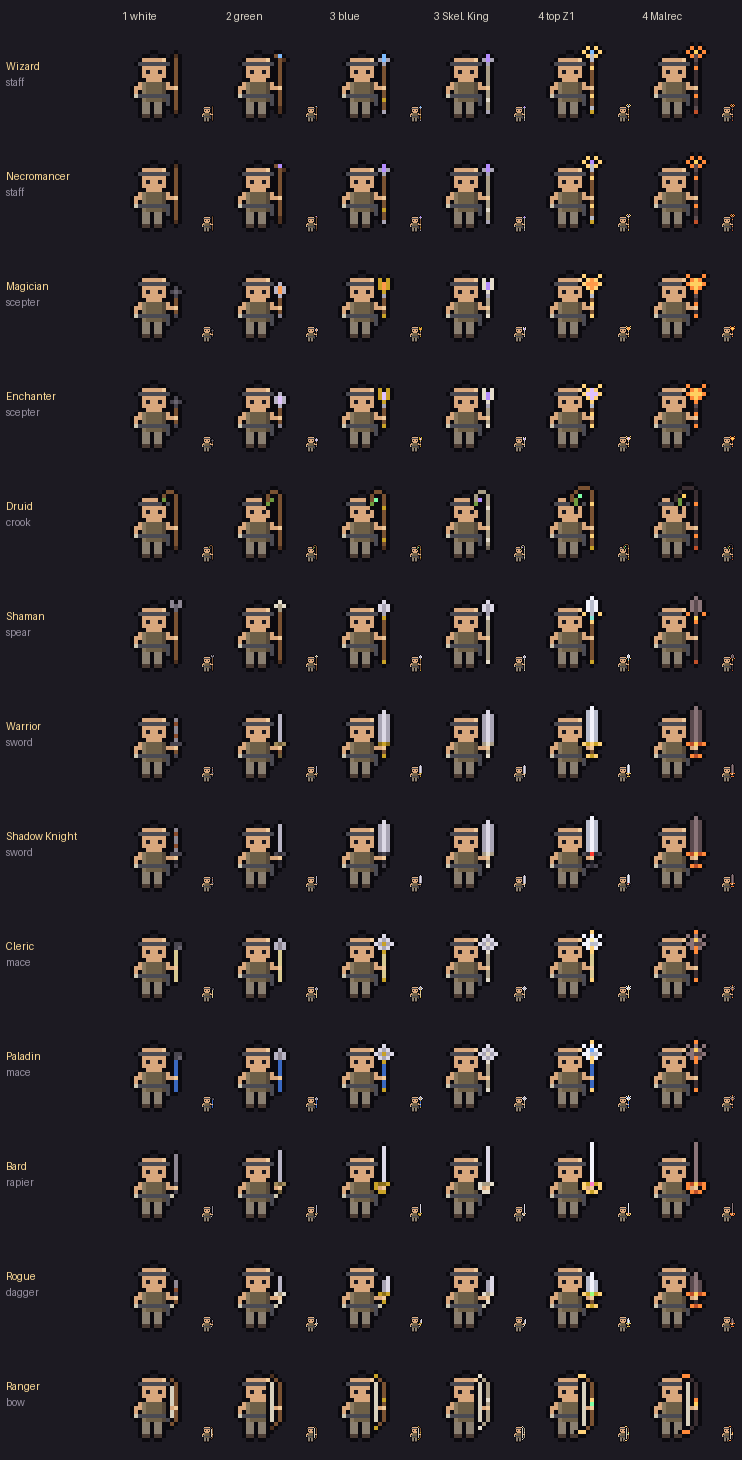 1 white 2 green 3 blue 3 Skel. King 4 top Z1 4 Malrec
Wizard
staff
Necromancer
staff
Magician
scepter
Enchanter
scepter
Druid
crook
Shaman
spear
Warrior
sword
Shadow Knight
sword
Cleric
mace
Paladin
mace
Bard
rapier
Rogue
dagger
Ranger
bow